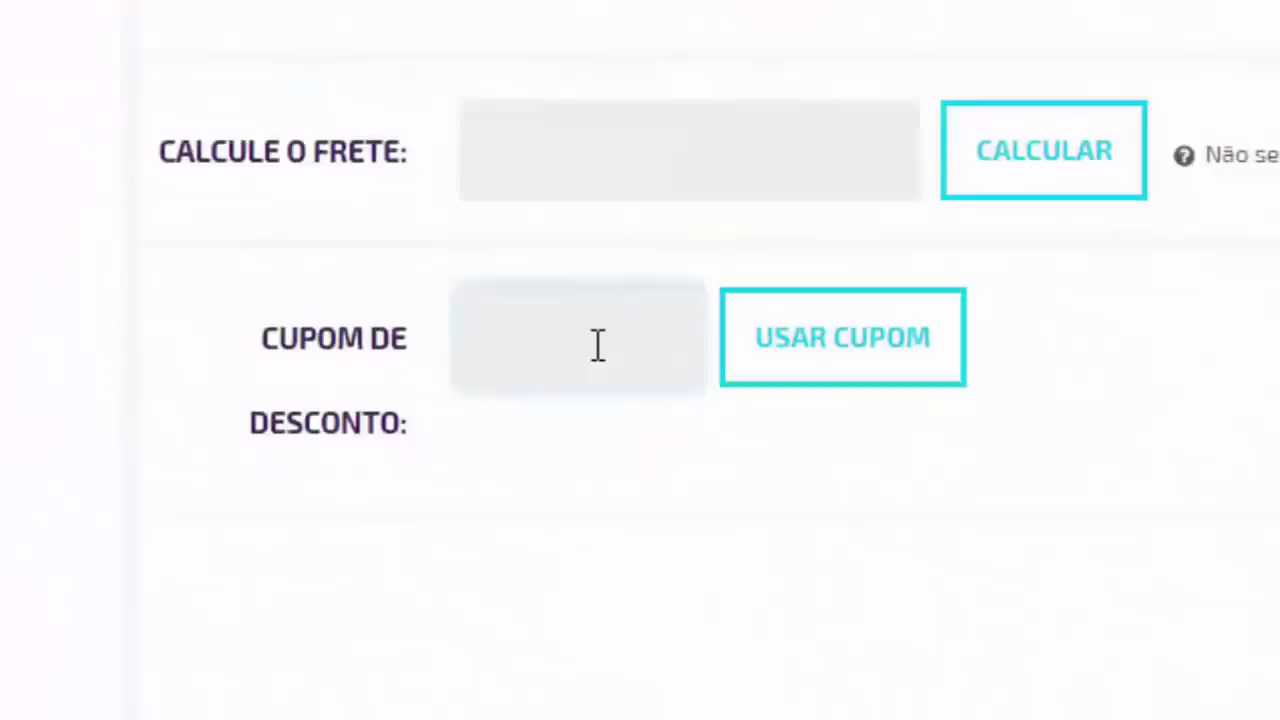 CALCULE O FRETE:
CALCULAR
Não se
CUPOM DE
USAR CUPOM
DESCONTO: